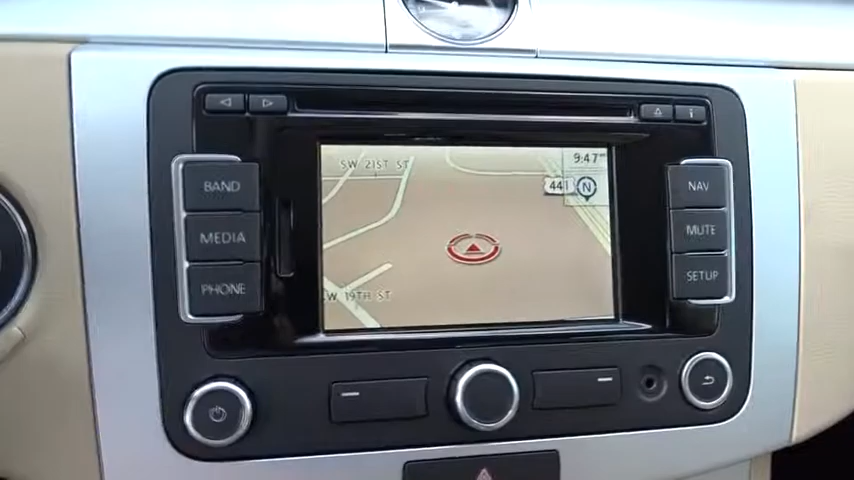 i
BAND
MEDIA
PHONE
SW 21ST ST
9:47
441
N
SW 19TH ST
NAV
MUTE
SETUP